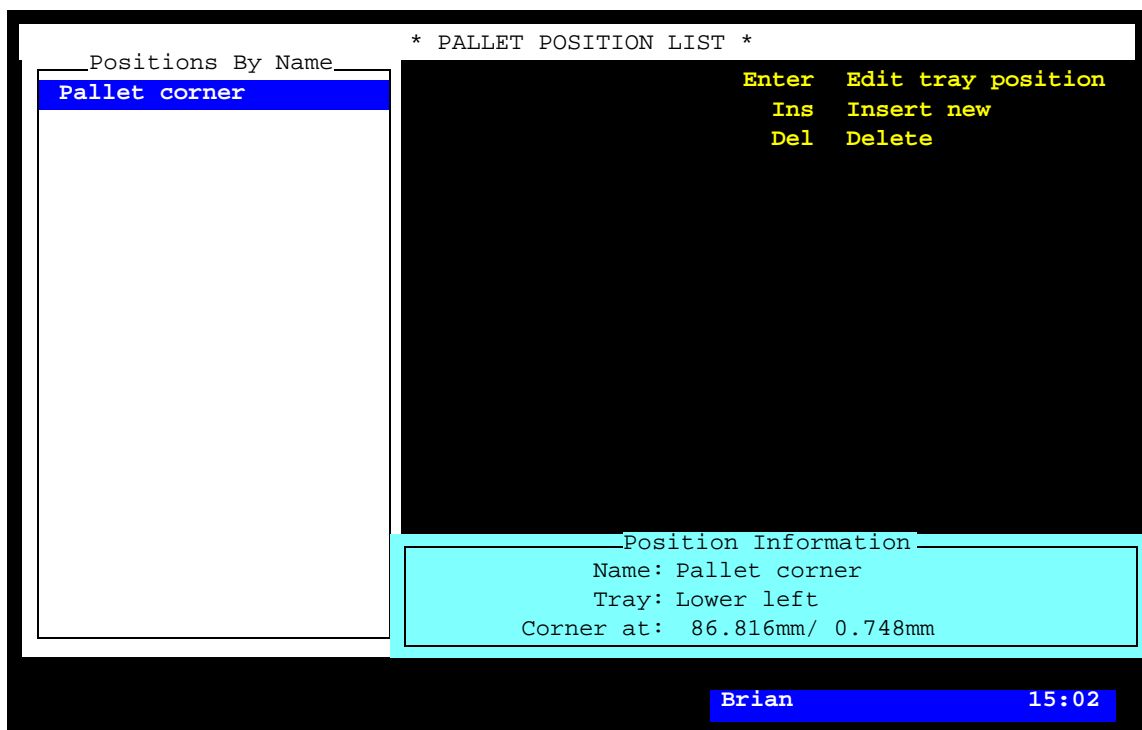 * PALLET POSITION LIST *
Positions By Name
Pallet corner
Enter Edit tray position
Ins Insert new
Del Delete
Position Information
Name: Pallet corner
Tray: Lower left
Corner at: 86.816mm/ 0.748mm
Brian 15:02